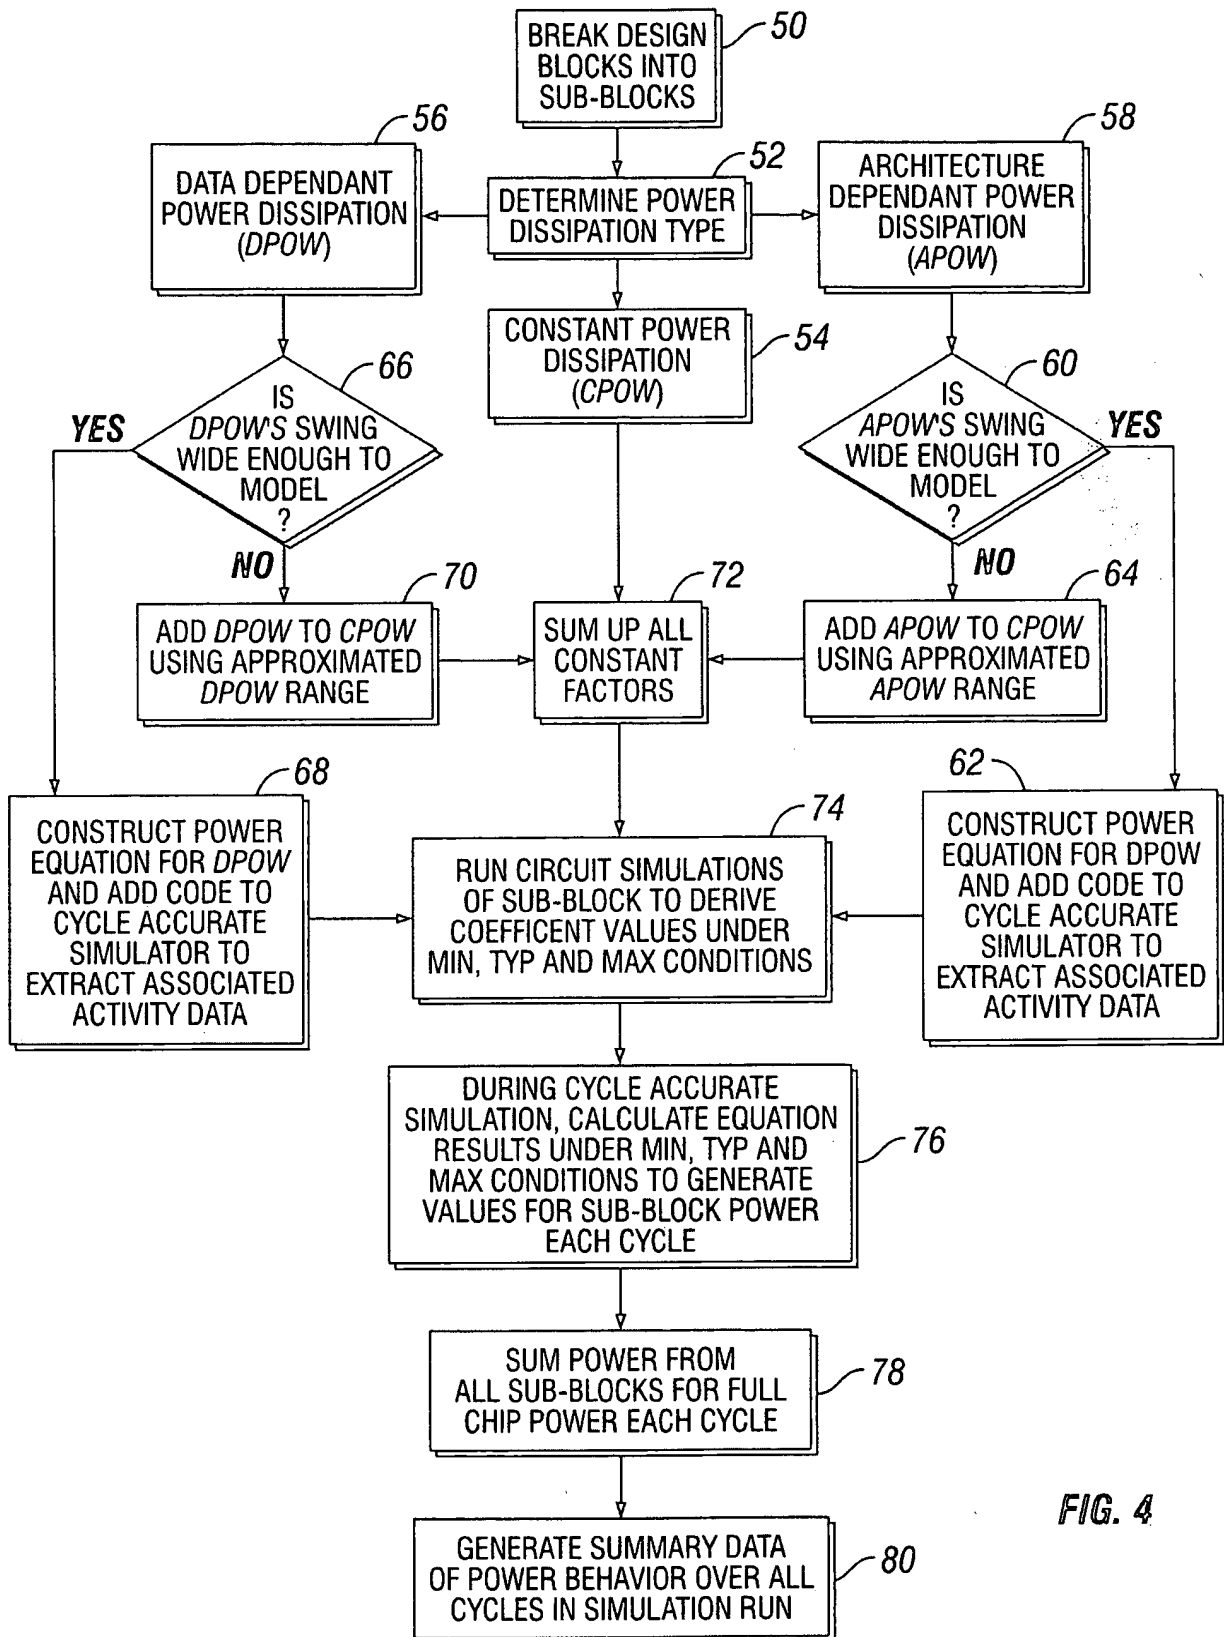 BREAK DESIGN
BLOCKS INTO
SUB-BLOCKS
50
56
DATA DEPENDANT
POWER DISSIPATION
(DPOW)
52
DETERMINE POWER
DISSIPATION TYPE
58
ARCHITECTURE
DEPENDANT POWER
DISSIPATION
(APOW)
CONSTANT POWER
DISSIPATION
(CPOW)
54
66
IS
DPOW'S SWING
WIDE ENOUGH TO
MODEL
?
YES
NO
60
IS
APOW'S SWING
WIDE ENOUGH TO
MODEL
?
YES
NO
70
ADD DPOW TO CPOW
USING APPROXIMATED
DPOW RANGE
72
SUM UP ALL
CONSTANT
FACTORS
64
ADD APOW TO CPOW
USING APPROXIMATED
APOW RANGE
68
CONSTRUCT POWER
EQUATION FOR DPOW
AND ADD CODE TO
CYCLE ACCURATE
SIMULATOR TO
EXTRACT ASSOCIATED
ACTIVITY DATA
74
RUN CIRCUIT SIMULATIONS
OF SUB-BLOCK TO DERIVE
COEFFICENT VALUES UNDER
MIN, TYP AND MAX CONDITIONS
62
CONSTRUCT POWER
EQUATION FOR DPOW
AND ADD CODE TO
CYCLE ACCURATE
SIMULATOR TO
EXTRACT ASSOCIATED
ACTIVITY DATA
DURING CYCLE ACCURATE
SIMULATION, CALCULATE EQUATION
RESULTS UNDER MIN, TYP AND
MAX CONDITIONS TO GENERATE
VALUES FOR SUB-BLOCK POWER
EACH CYCLE
76
SUM POWER FROM
ALL SUB-BLOCKS FOR FULL
CHIP POWER EACH CYCLE
78
GENERATE SUMMARY DATA
OF POWER BEHAVIOR OVER ALL
CYCLES IN SIMULATION RUN
80
FIG. 4